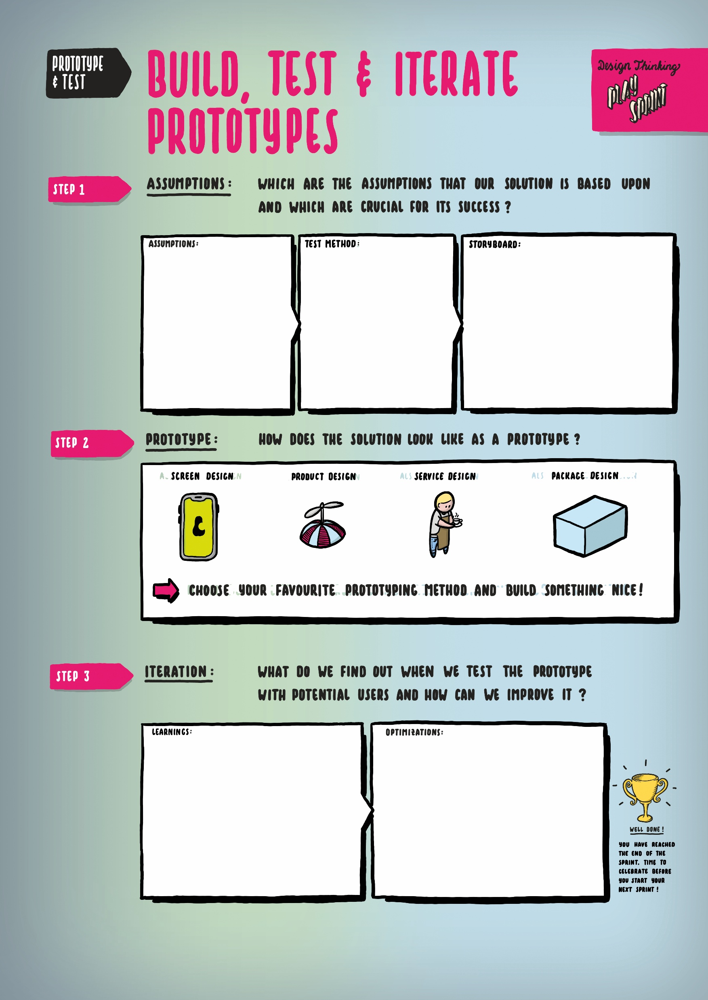 PROTOTYPE
& TEST
BUILD, TEST & ITERATE
PROTOTYPES
Design Thinking
PLAY
SPRINT
STEP 1
ASSUMPTIONS:
WHICH ARE THE ASSUMPTIONS THAT OUR SOLUTION IS BASED UPON
AND WHICH ARE CRUCIAL FOR ITS SUCCESS?
ASSUMPTIONS:
TEST METHOD:
STORYBOARD:
STEP 2
PROTOTYPE:
HOW DOES THE SOLUTION LOOK LIKE AS A PROTOTYPE?
SCREEN DESIGN
PRODUCT DESIGN
SERVICE DESIGN
PACKAGE DESIGN
CHOOSE YOUR FAVOURITE PROTOTYPING METHOD AND BUILD SOMETHING NICE!
STEP 3
ITERATION:
WHAT DO WE FIND OUT WHEN WE TEST THE PROTOTYPE
WITH POTENTIAL USERS AND HOW CAN WE IMPROVE IT?
LEARNINGS:
OPTIMIZATIONS:
WELL DONE!
YOU HAVE REACHED
THE END OF THE
SPRINT. TIME TO
CELEBRATE BEFORE
YOU START YOUR
NEXT SPRINT!